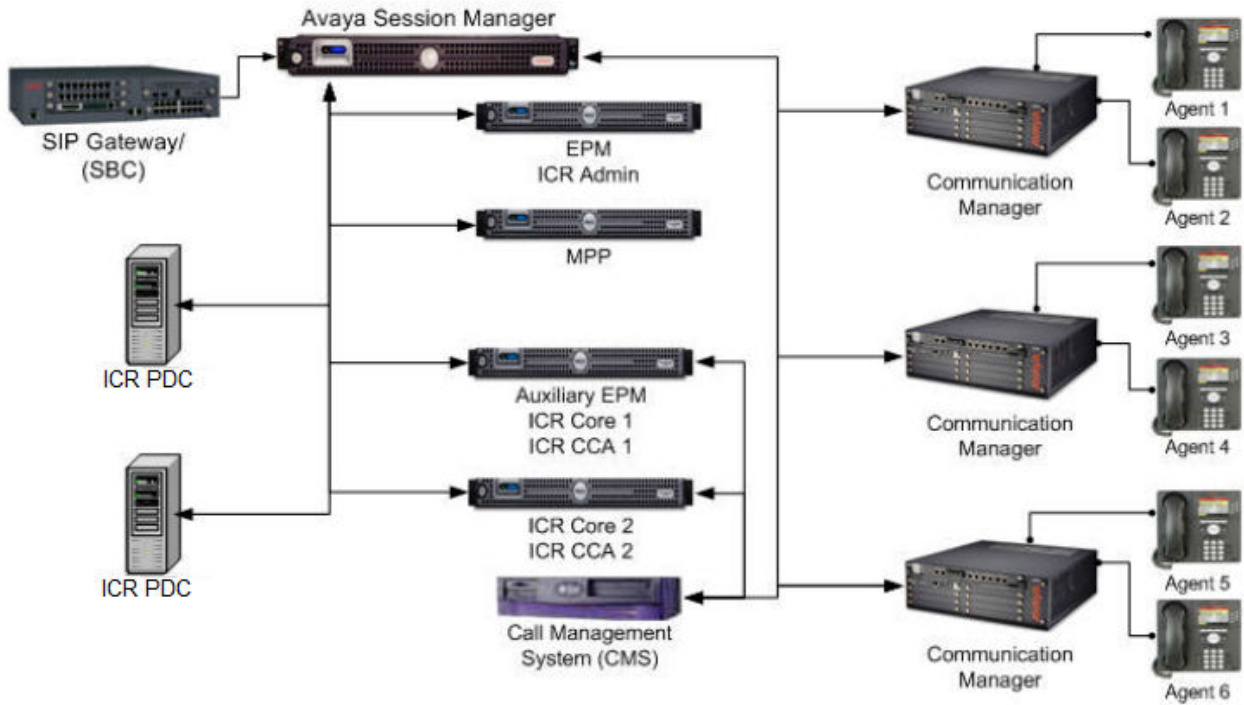 Avaya Session Manager
SIP Gateway/
(SBC)
EPM
ICR Admin
MPP
ICR PDC
Auxiliary EPM
ICR Core 1
ICR CCA 1
ICR PDC
ICR Core 2
ICR CCA 2
Call Management
System (CMS)
Communication
Manager
Agent 1
Agent 2
Communication
Manager
Agent 3
Agent 4
Communication
Manager
Agent 5
Agent 6